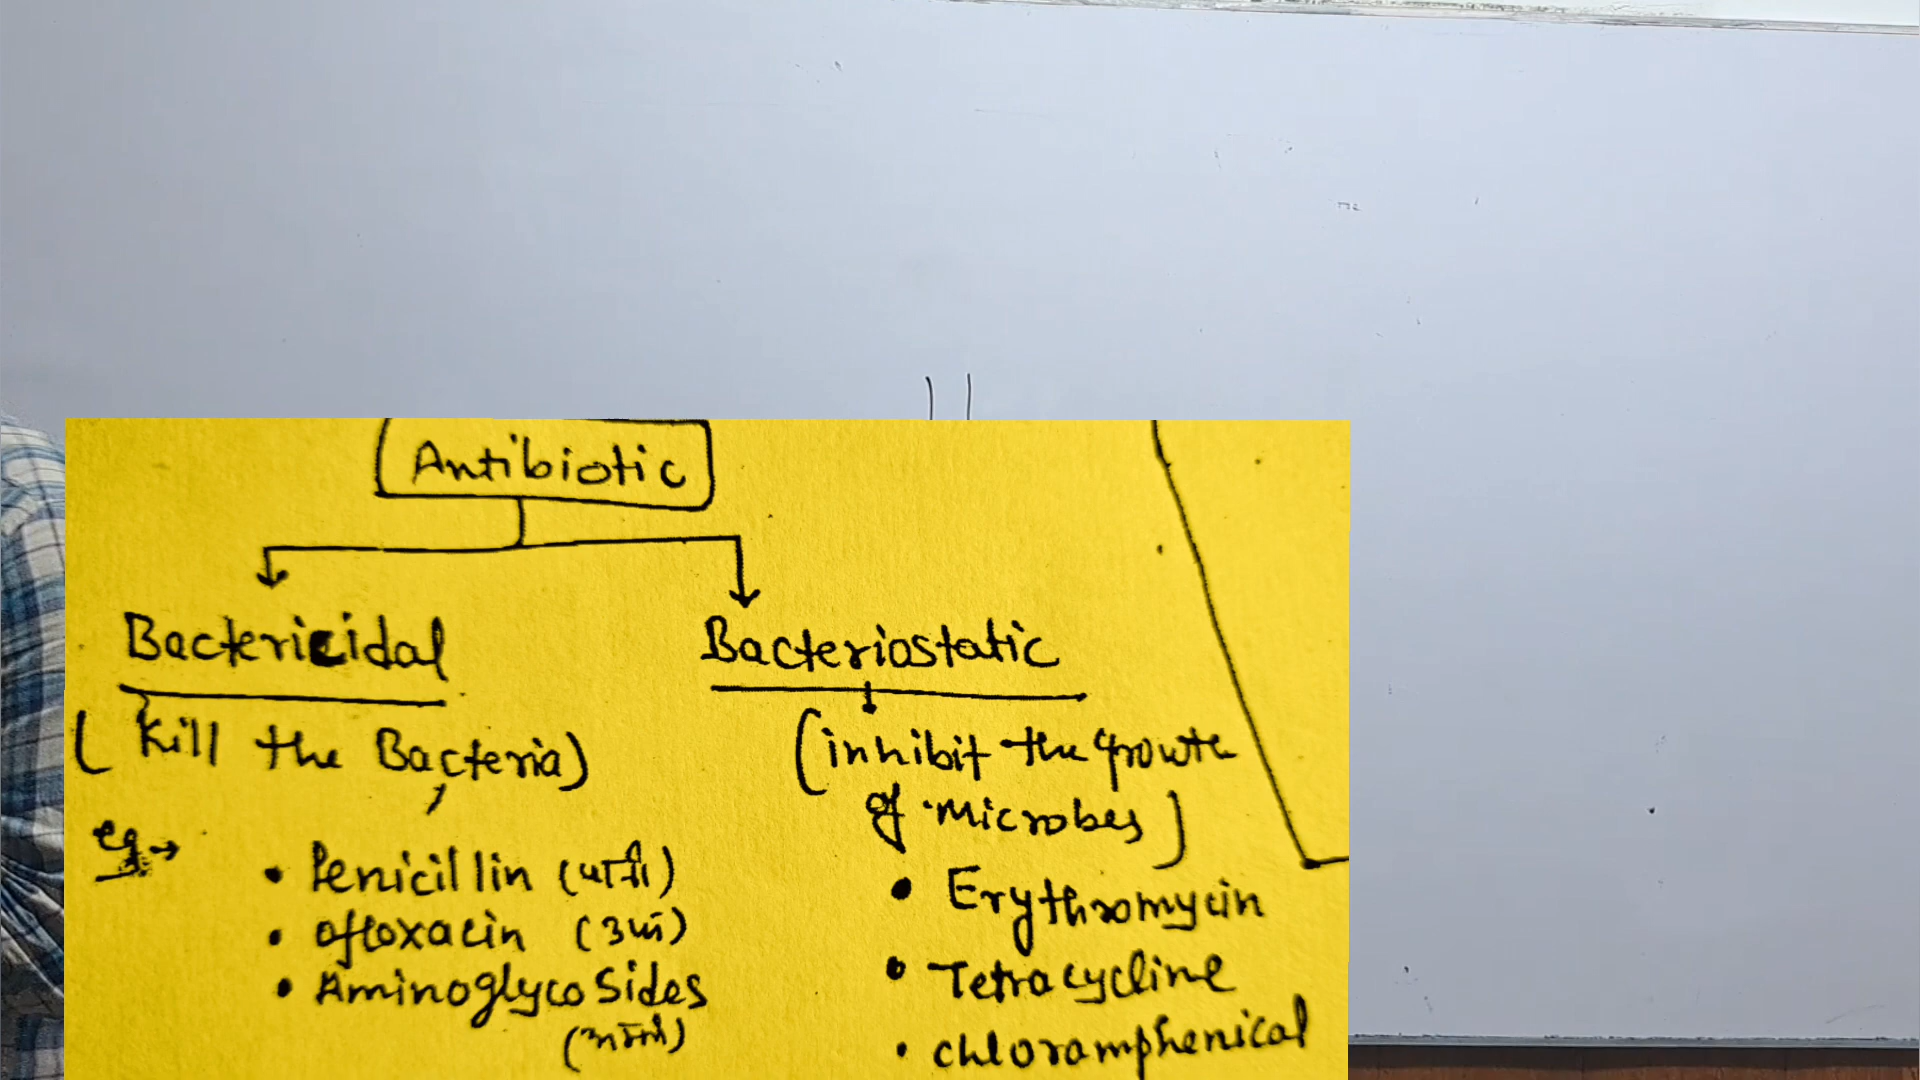 Antibiotic
Bactericidal
Bacteriostatic
( Kill the Bacteria)
(inhibit the growth
of microbes)
eg→
• Penicillin (पानी)
• ofloxacin
• Aminoglycosides
• Erythromycin
• Tetracycline
• chloramphenical